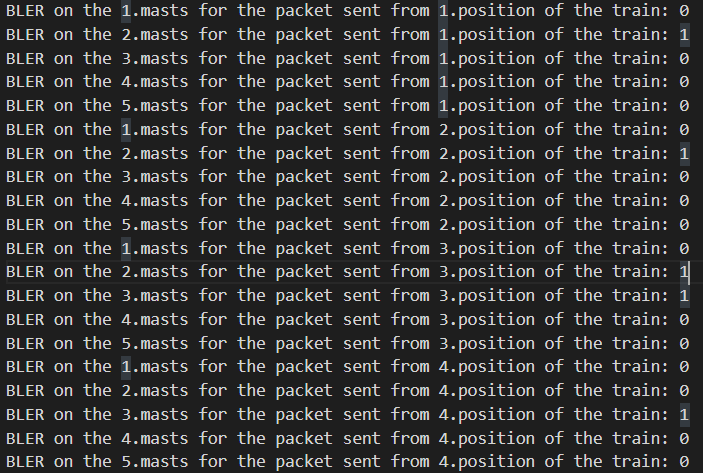 BLER on the 1.masts for the packet sent from 1.position of the train: 0
BLER on the 2.masts for the packet sent from 1.position of the train: 1
BLER on the 3.masts for the packet sent from 1.position of the train: 0
BLER on the 4.masts for the packet sent from 1.position of the train: 0
BLER on the 5.masts for the packet sent from 1.position of the train: 0
BLER on the 1.masts for the packet sent from 2.position of the train: 0
BLER on the 2.masts for the packet sent from 2.position of the train: 1
BLER on the 3.masts for the packet sent from 2.position of the train: 0
BLER on the 4.masts for the packet sent from 2.position of the train: 0
BLER on the 5.masts for the packet sent from 2.position of the train: 0
BLER on the 1.masts for the packet sent from 3.position of the train: 0
BLER on the 2.masts for the packet sent from 3.position of the train: 1
BLER on the 3.masts for the packet sent from 3.position of the train: 1
BLER on the 4.masts for the packet sent from 3.position of the train: 0
BLER on the 5.masts for the packet sent from 3.position of the train: 0
BLER on the 1.masts for the packet sent from 4.position of the train: 0
BLER on the 2.masts for the packet sent from 4.position of the train: 0
BLER on the 3.masts for the packet sent from 4.position of the train: 1
BLER on the 4.masts for the packet sent from 4.position of the train: 0
BLER on the 5.masts for the packet sent from 4.position of the train: 0